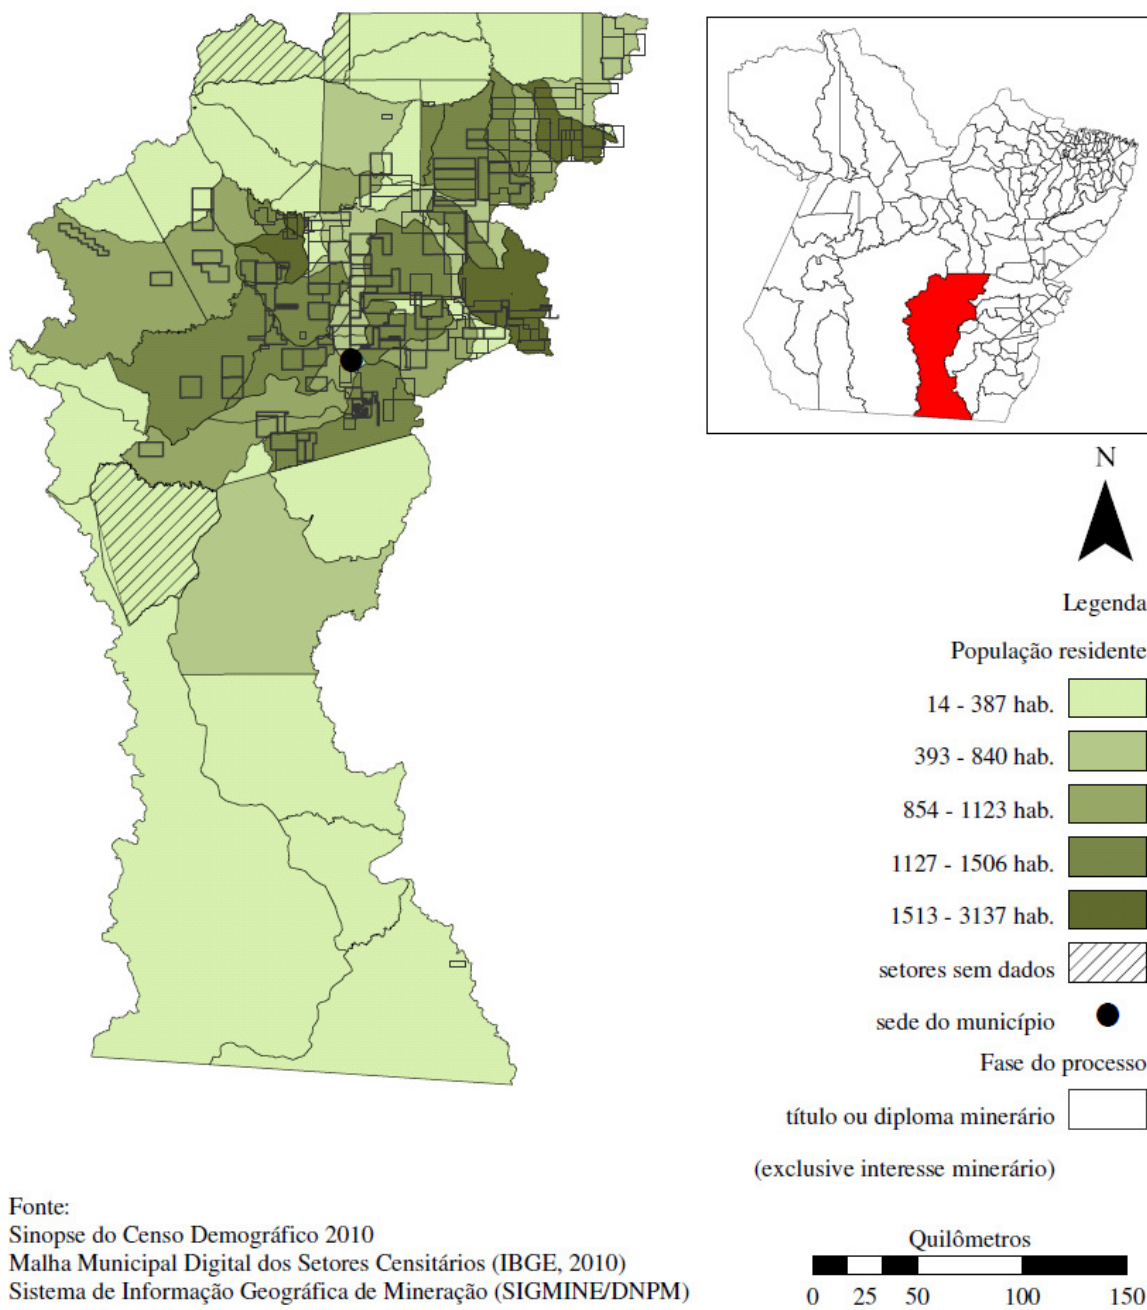 N
Legenda
População residente
14 - 387 hab.
393 - 840 hab.
854 - 1123 hab.
1127 - 1506 hab.
1513 - 3137 hab.
setores sem dados
sede do município
Fase do processo
título ou diploma minerário
(exclusive interesse minerário)
Fonte:
Sinopse do Censo Demográfico 2010
Malha Municipal Digital dos Setores Censitários (IBGE, 2010)
Sistema de Informação Geográfica de Mineração (SIGMINE/DNPM)
Quilômetros
0 25 50 100 150